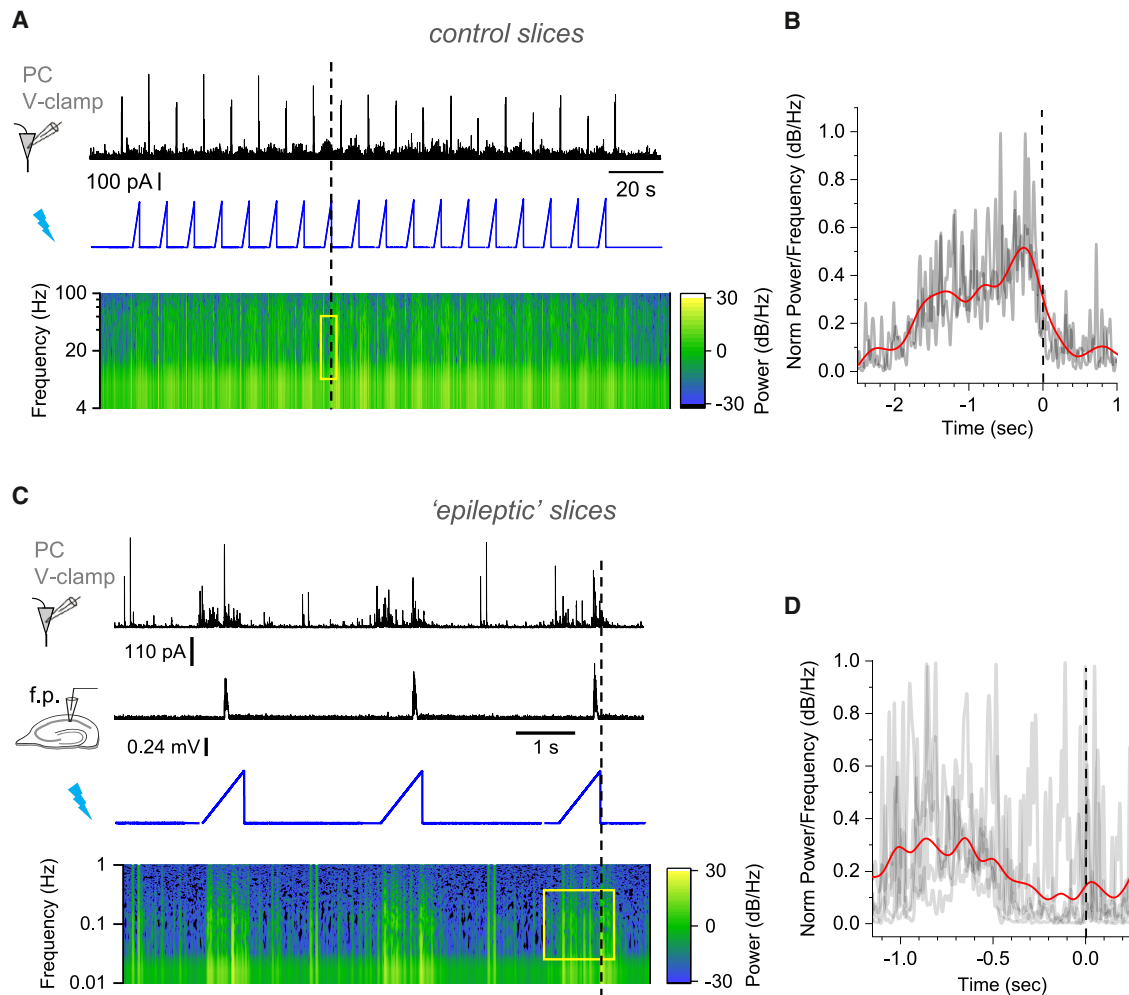 A
control slices
PC
V-clamp
100 pA
20 s
Frequency (Hz)
100
20
4
30
0
-30
Power (dB/Hz)
B
Norm Power/Frequency (dB/Hz)
1.0
0.8
0.6
0.4
0.2
0.0
-2
-1
0
1
Time (sec)
C
'epileptic' slices
PC
V-clamp
110 pA
f.p.
0.24 mV
1 s
Frequency (Hz)
1
0.1
0.01
30
0
-30
Power (dB/Hz)
D
Norm Power/Frequency (dB/Hz)
1.0
0.8
0.6
0.4
0.2
0.0
-1.0
-0.5
0.0
Time (sec)